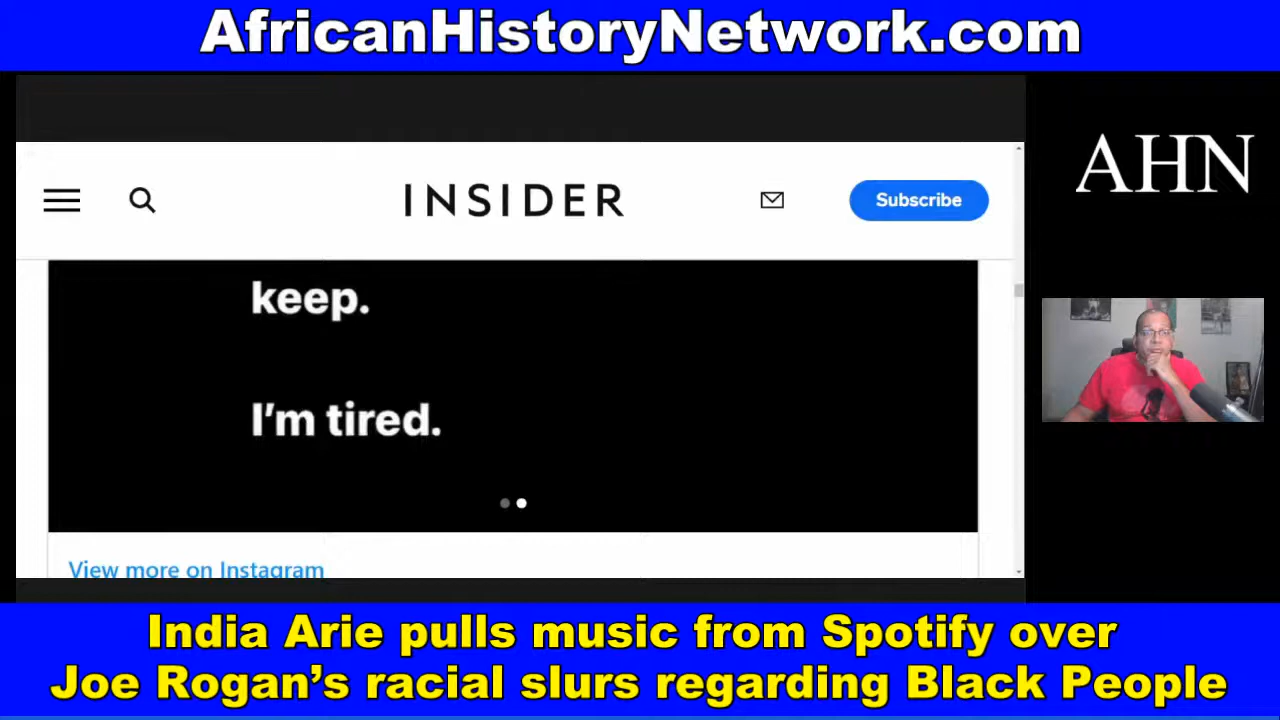 AfricanHistoryNetwork.com
AHN
INSIDER
Subscribe
keep.
I'm tired.
View more on Instagram
India Arie pulls music from Spotify over
Joe Rogan’s racial slurs regarding Black People